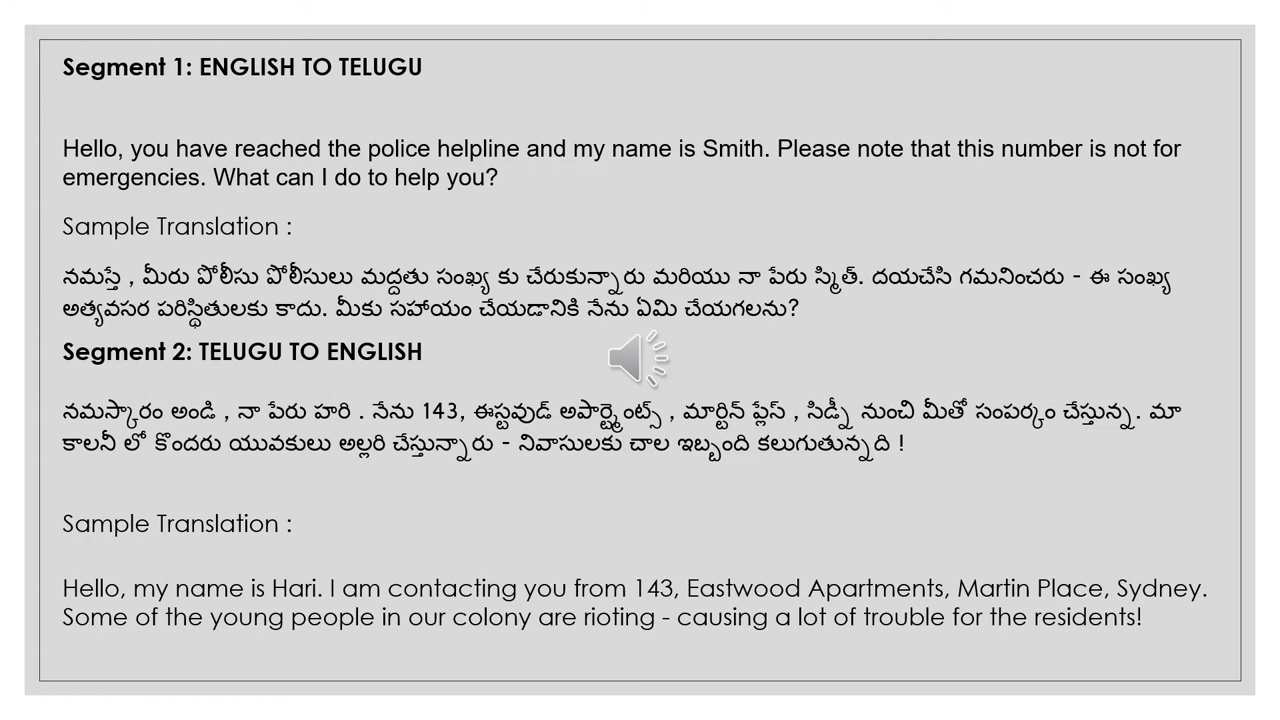 Segment 1: ENGLISH TO TELUGU
Hello, you have reached the police helpline and my name is Smith. Please note that this number is not for
emergencies. What can I do to help you?
Sample Translation :
నమస్తే , మీరు పోలీసు పోలీసులు మద్దతు సంఖ్య కు చేరుకున్నారు మరియు నా పేరు స్మిత్. దయచేసి గమనించరు - ఈ సంఖ్య
అత్యవసర పరిస్థితులకు కాదు. మీకు సహాయం చేయడానికి నేను ఏమి చేయగలను?
Segment 2: TELUGU TO ENGLISH
నమస్కారం అండి , నా పేరు హరి . నేను 143, ఈస్టవుడ్ అపార్ట్మెంట్స్ , మార్టిన్ ప్లేస్ , సిడ్నీ నుంచి మీతో సంపర్కం చేస్తున్న. మా
కాలనీ లో కొందరు యువకులు అల్లరి చేస్తున్నారు - నివాసులకు చాల ఇబ్బంది కలుగుతున్నది !
Sample Translation :
Hello, my name is Hari. I am contacting you from 143, Eastwood Apartments, Martin Place, Sydney.
Some of the young people in our colony are rioting - causing a lot of trouble for the residents!